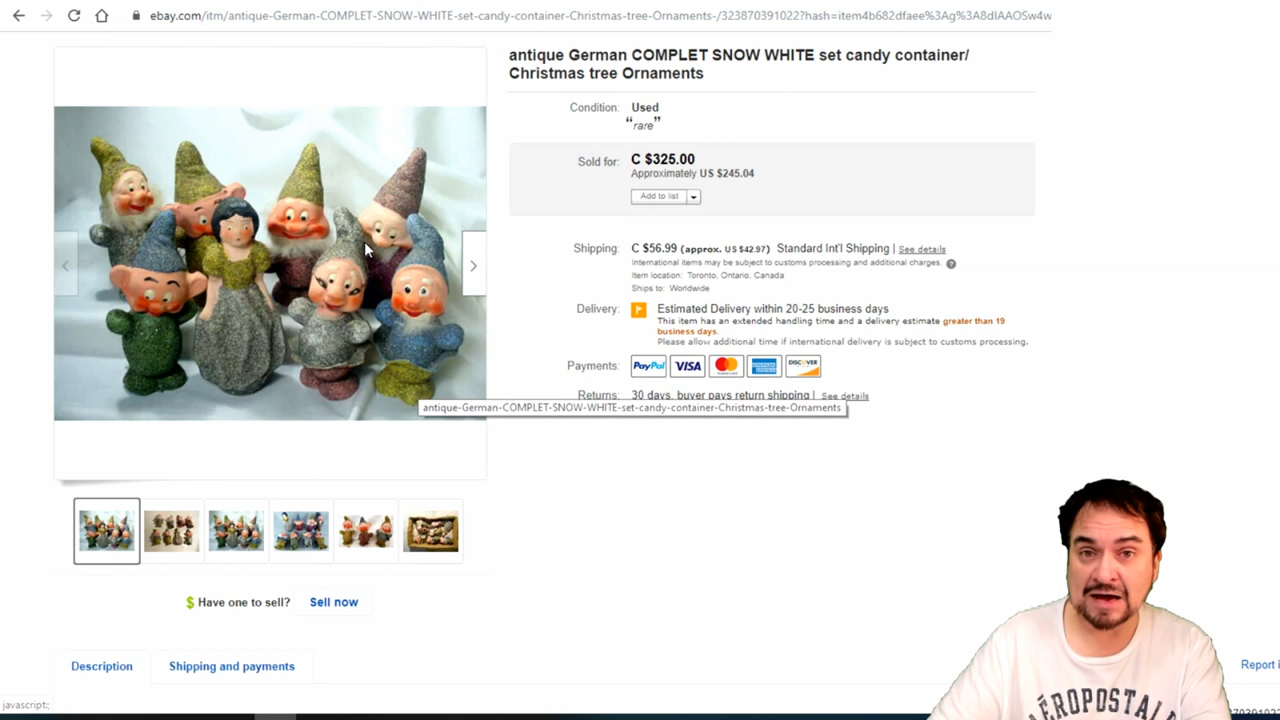 ebay.com/itm/antique-German-COMPLET-SNOW-WHITE-set-candy-container-Christmas-tree-Ornaments-/323870391022?hash=item4b682dfaee%3Ag%3A8dIAAOSw4w
antique German COMPLET SNOW WHITE set candy container/
Christmas tree Ornaments
Condition: Used
“rare”
Sold for: C $325.00
Approximately US $245.04
Add to list
Shipping: C $56.99 (approx. US $42.97) Standard Int'l Shipping | See details
International items may be subject to customs processing and additional charges. ?
Item location: Toronto, Ontario, Canada
Ships to: Worldwide
Delivery: Estimated Delivery within 20-25 business days
This item has an extended handling time and a delivery estimate greater than 19
business days.
Please allow additional time if international delivery is subject to customs processing.
Payments: PayPal VISA MasterCard AMERICAN EXPRESS DISCOVER
Returns: 30 days, buyer pays return shipping | See details
antique-German-COMPLET-SNOW-WHITE-set-candy-container-Christmas-tree-Ornaments
$ Have one to sell? Sell now
Description
Shipping and payments
Report i
javascript:;
AÉROPOSTAL
370391022